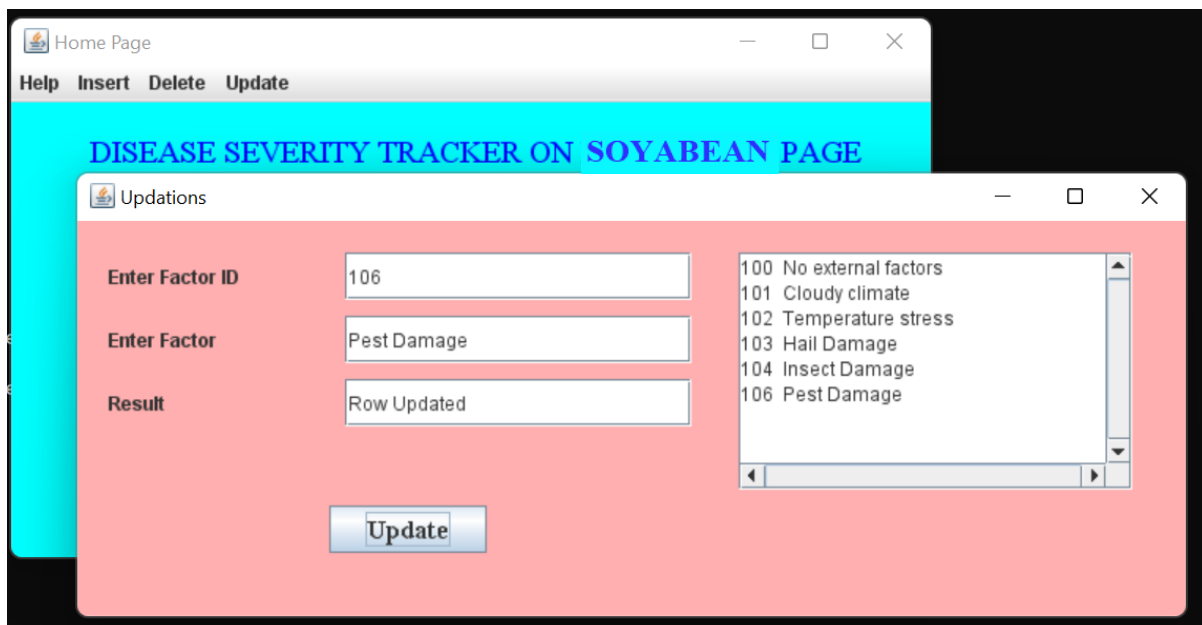 Home Page
Help Insert Delete Update
DISEASE SEVERITY TRACKER ON SOYABEAN PAGE
Updations
Enter Factor ID 106
Enter Factor Pest Damage
Result Row Updated
100 No external factors
101 Cloudy climate
102 Temperature stress
103 Hail Damage
104 Insect Damage
106 Pest Damage
Update